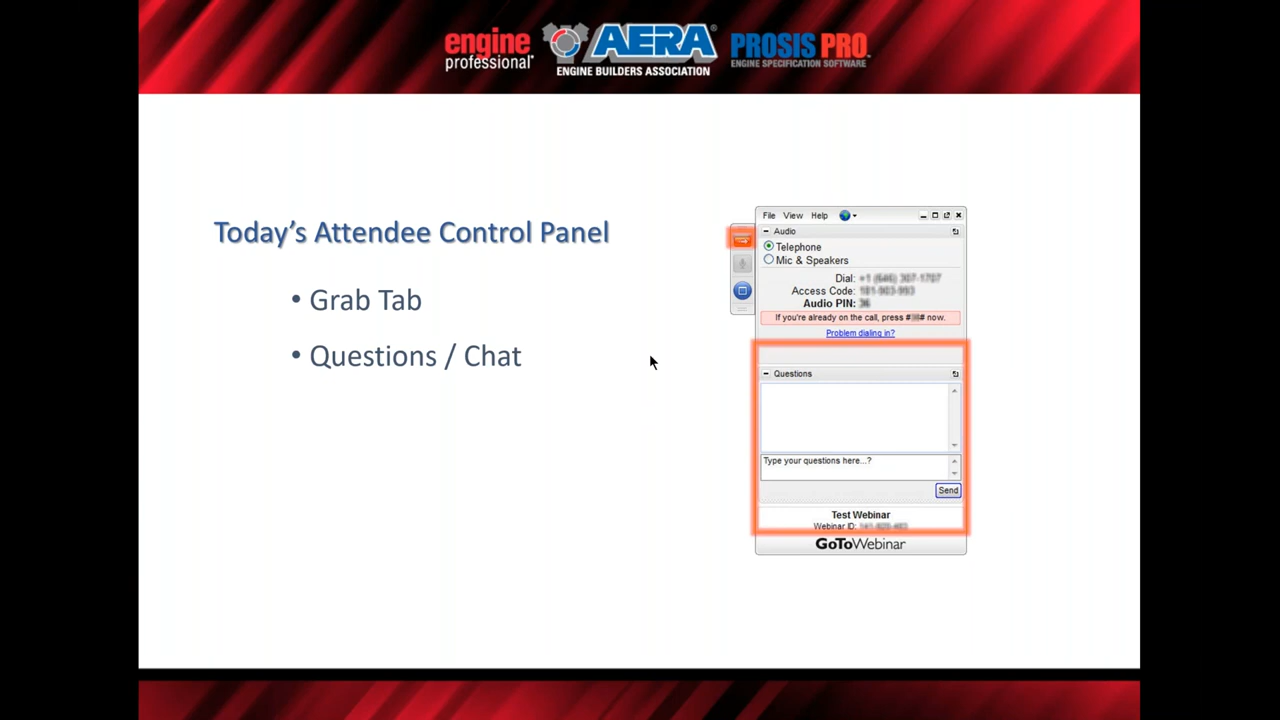 engine
professional
AERA
ENGINE BUILDERS ASSOCIATION
PROSIS PRO
ENGINE SPECIFICATION SOFTWARE
Today's Attendee Control Panel
• Grab Tab
• Questions / Chat
File View Help
Audio
Telephone
Mic & Speakers
Dial:
Access Code:
Audio PIN:
If you're already on the call, press # # now.
Problem dialing in?
Questions
Type your questions here...?
Send
Test Webinar
Webinar ID:
GoToWebinar